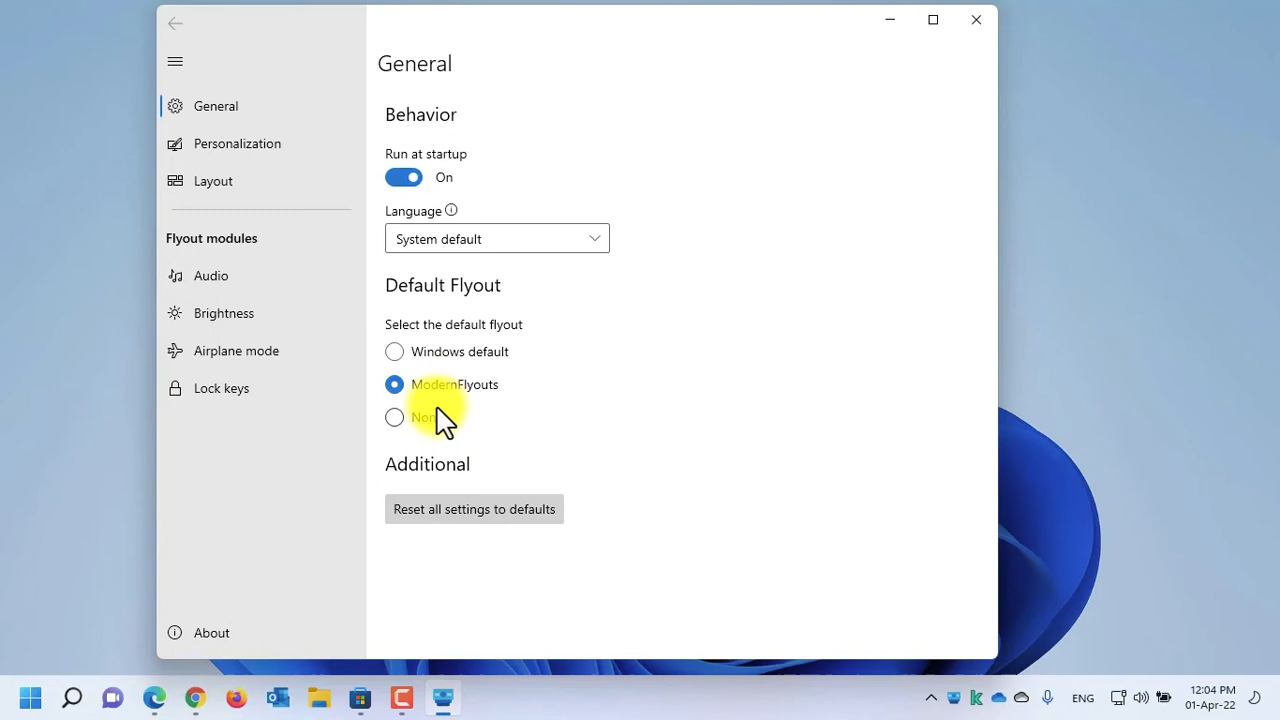 General
Personalization
Layout
Flyout modules
Audio
Brightness
Airplane mode
Lock keys
About
General
Behavior
Run at startup
On
Language
System default
Default Flyout
Select the default flyout
Windows default
ModernFlyouts
Additional
Reset all settings to defaults
ENG
12:04 PM
01-Apr-22